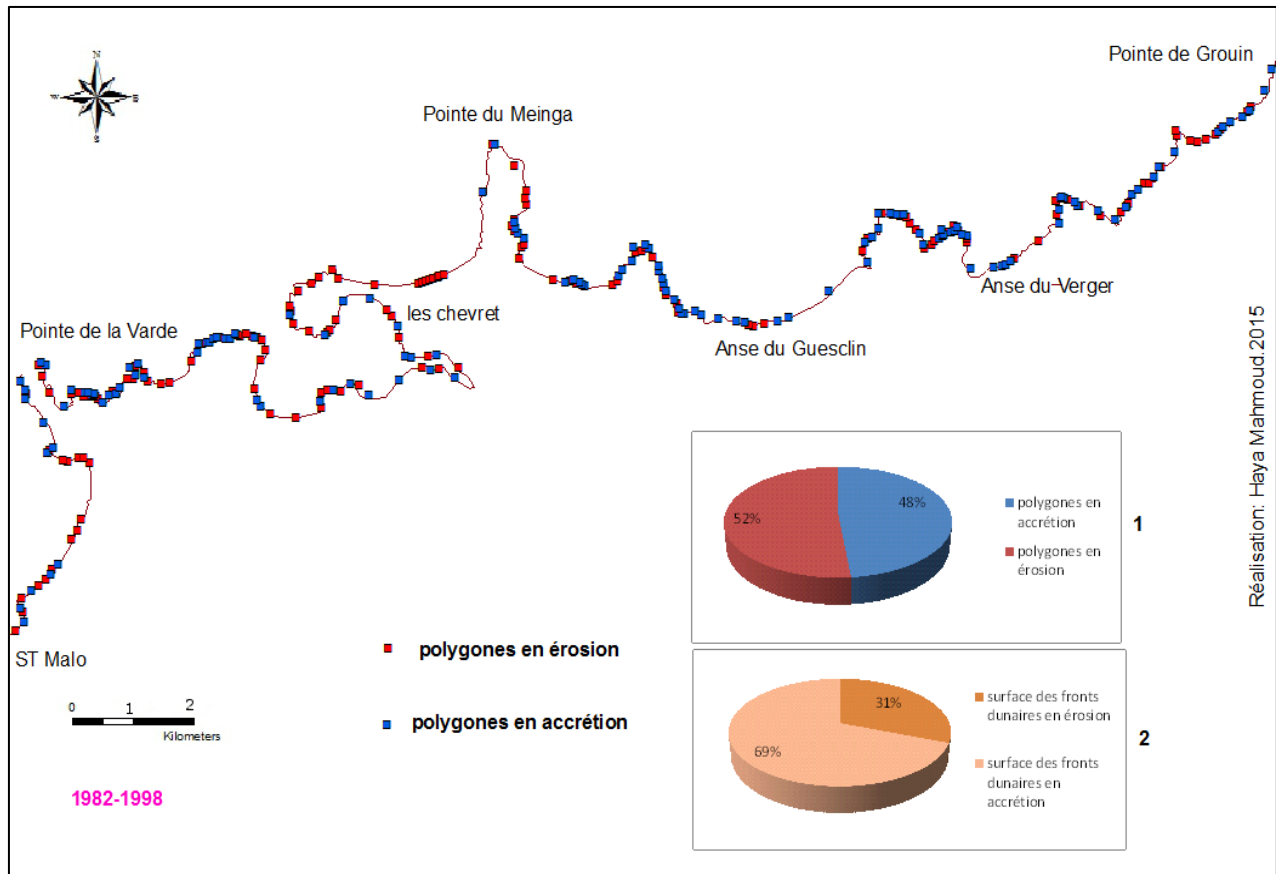 Pointe de Grouin
N
W
E
S
Pointe du Meinga
Anse du-Verger
les chevret
Pointe de la Varde
Anse du Guesclin
Réalisation: Haya Mahmoud.2015
48%
52%
polygones en
accrétion
polygones en
érosion
1
polygones en érosion
ST Malo
polygones en accrétion
0 1 2
Kilometers
31%
69%
surface des fronts
dunaires en érosion
surface des fronts
dunaires en
accrétion
2
1982-1998